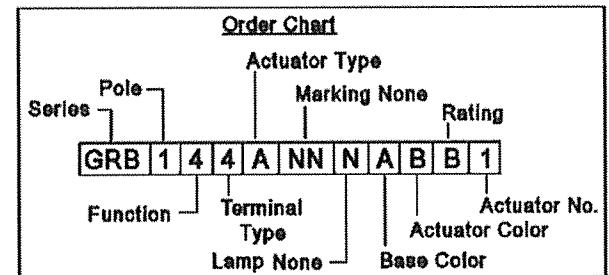 Order Chart
Actuator Type
Pole
Marking None
Series
Rating
GRB 1 4 4 A NN N A B B 1
Function
Terminal
Type
Actuator No.
Actuator Color
Lamp None
Base Color